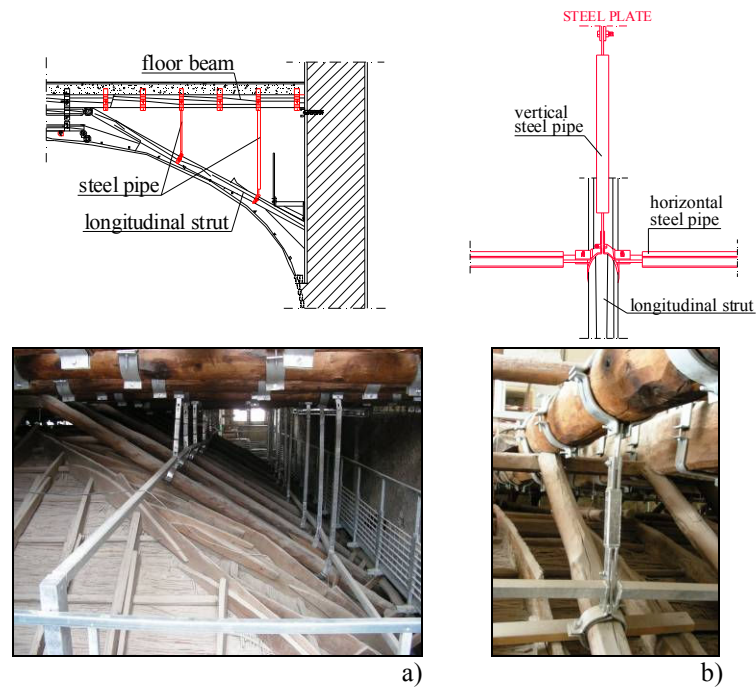 floor beam
steel pipe
longitudinal strut
STEEL PLATE
vertical
steel pipe
horizontal
steel pipe
longitudinal strut
a)
b)